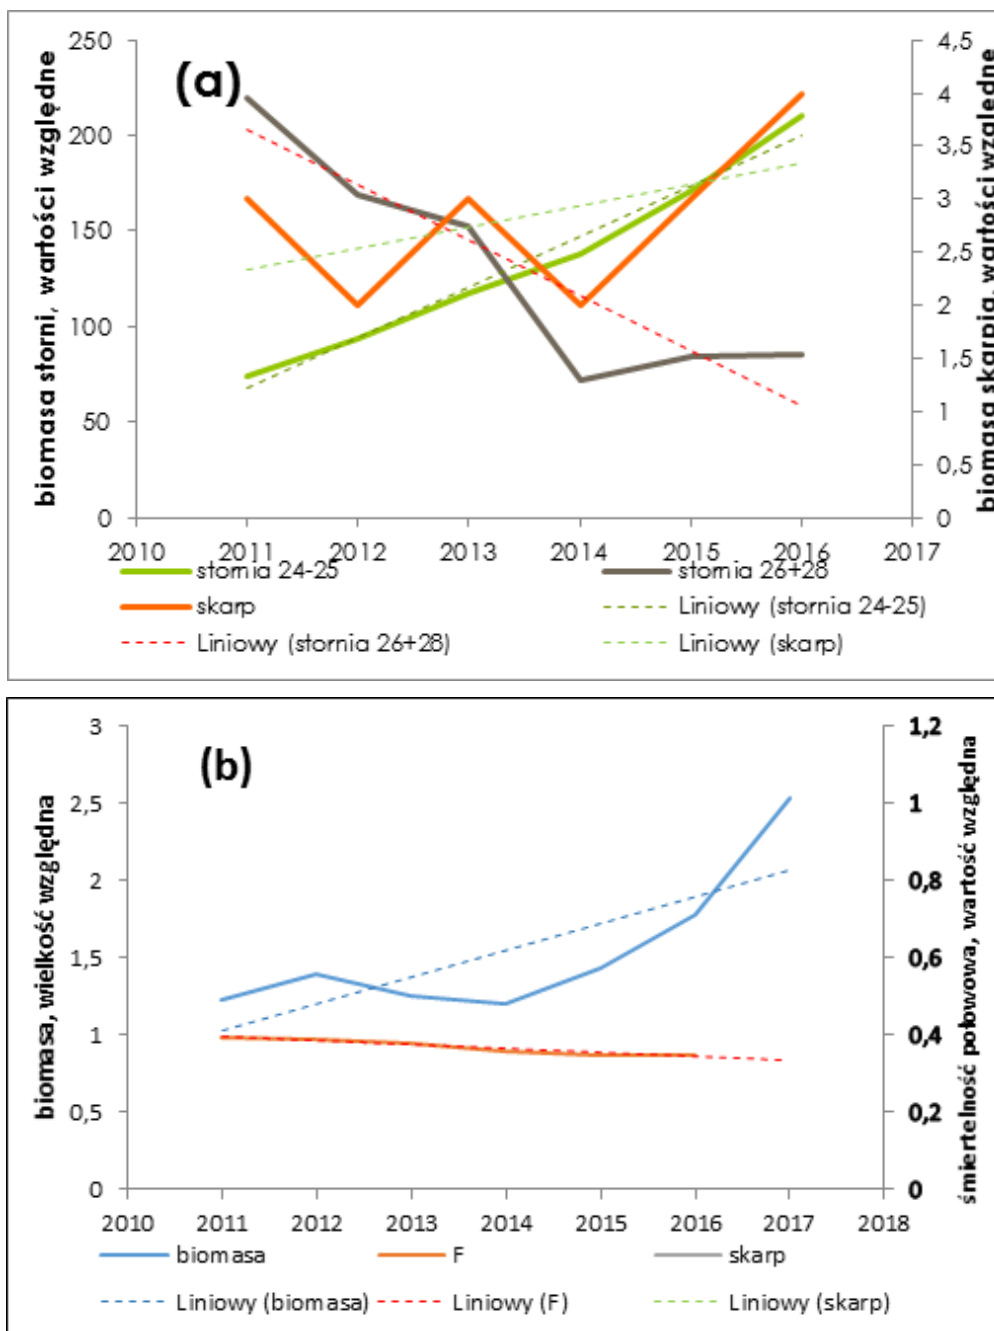 (a)
biomasa storni, wartości względne
250
200
150
100
50
0
4,5
4
3,5
3
2,5
2
1,5
1
0,5
0
biomasa skarpia, wartości względne
2010 2011 2012 2013 2014 2015 2016 2017
stornia 24-25 stornia 26+28
skarp Liniowy (stornia 24-25)
Liniowy (stornia 26+28) Liniowy (skarp)
(b)
biomasa, wielkość względna
3
2,5
2
1,5
1
0,5
0
1,2
1
0,8
0,6
0,4
0,2
0
śmiertelność połowowa, wartość względna
2010 2011 2012 2013 2014 2015 2016 2017 2018
biomasa F skarp
Liniowy (biomasa) Liniowy (F) Liniowy (skarp)